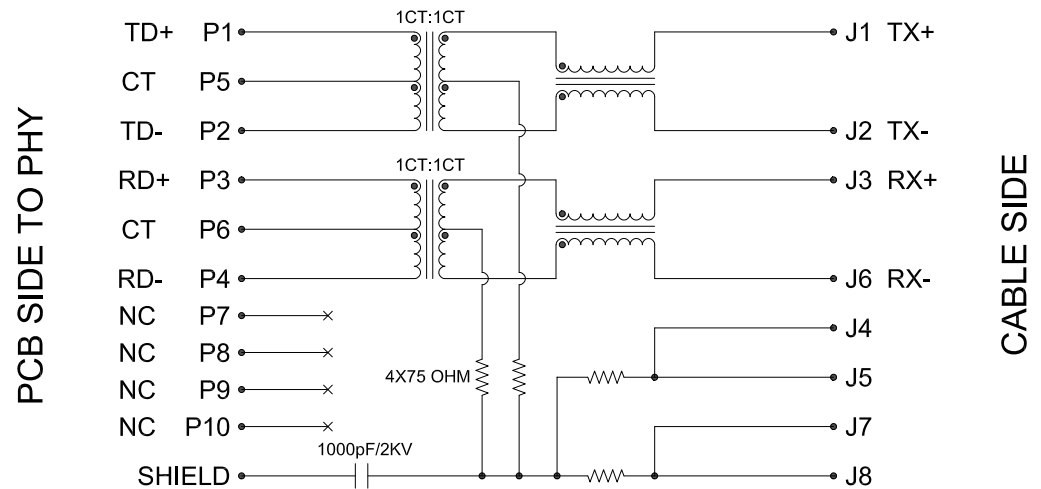 1CT:1CT
TD+ P1 J1 TX+
CT P5
TD- P2 J2 TX-
1CT:1CT
RD+ P3 J3 RX+
CT P6
RD- P4 J6 RX-
NC P7
J4
NC P8
4X75 OHM
J5
NC P9
NC P10 J7
1000pF/2KV
SHIELD J8
PCB SIDE TO PHY
CABLE SIDE